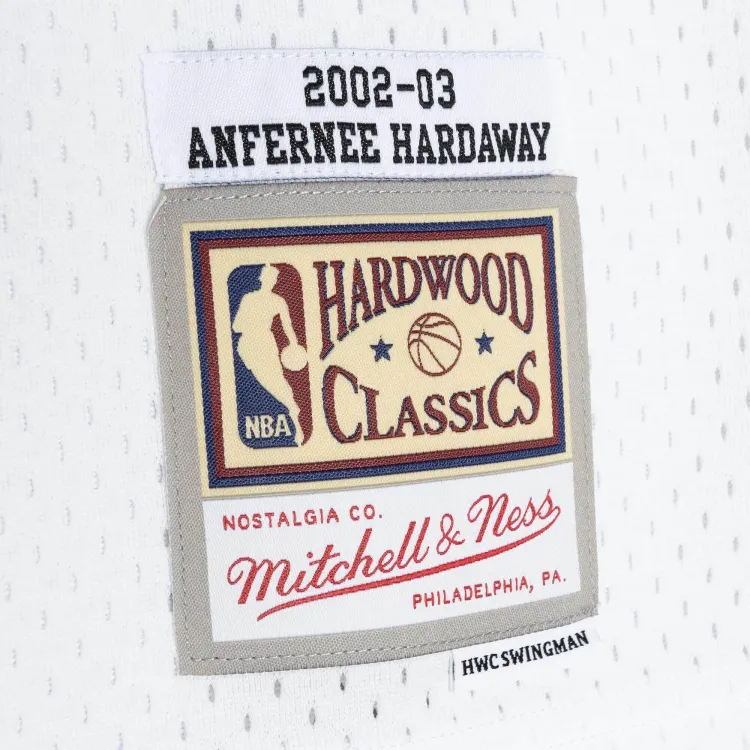 2002-03
ANFERNEE HARDAWAY
HARDWOOD
CLASSICS
NBA
NOSTALGIA CO.
Mitchell & Ness
PHILADELPHIA, PA.
HWC SWINGMAN